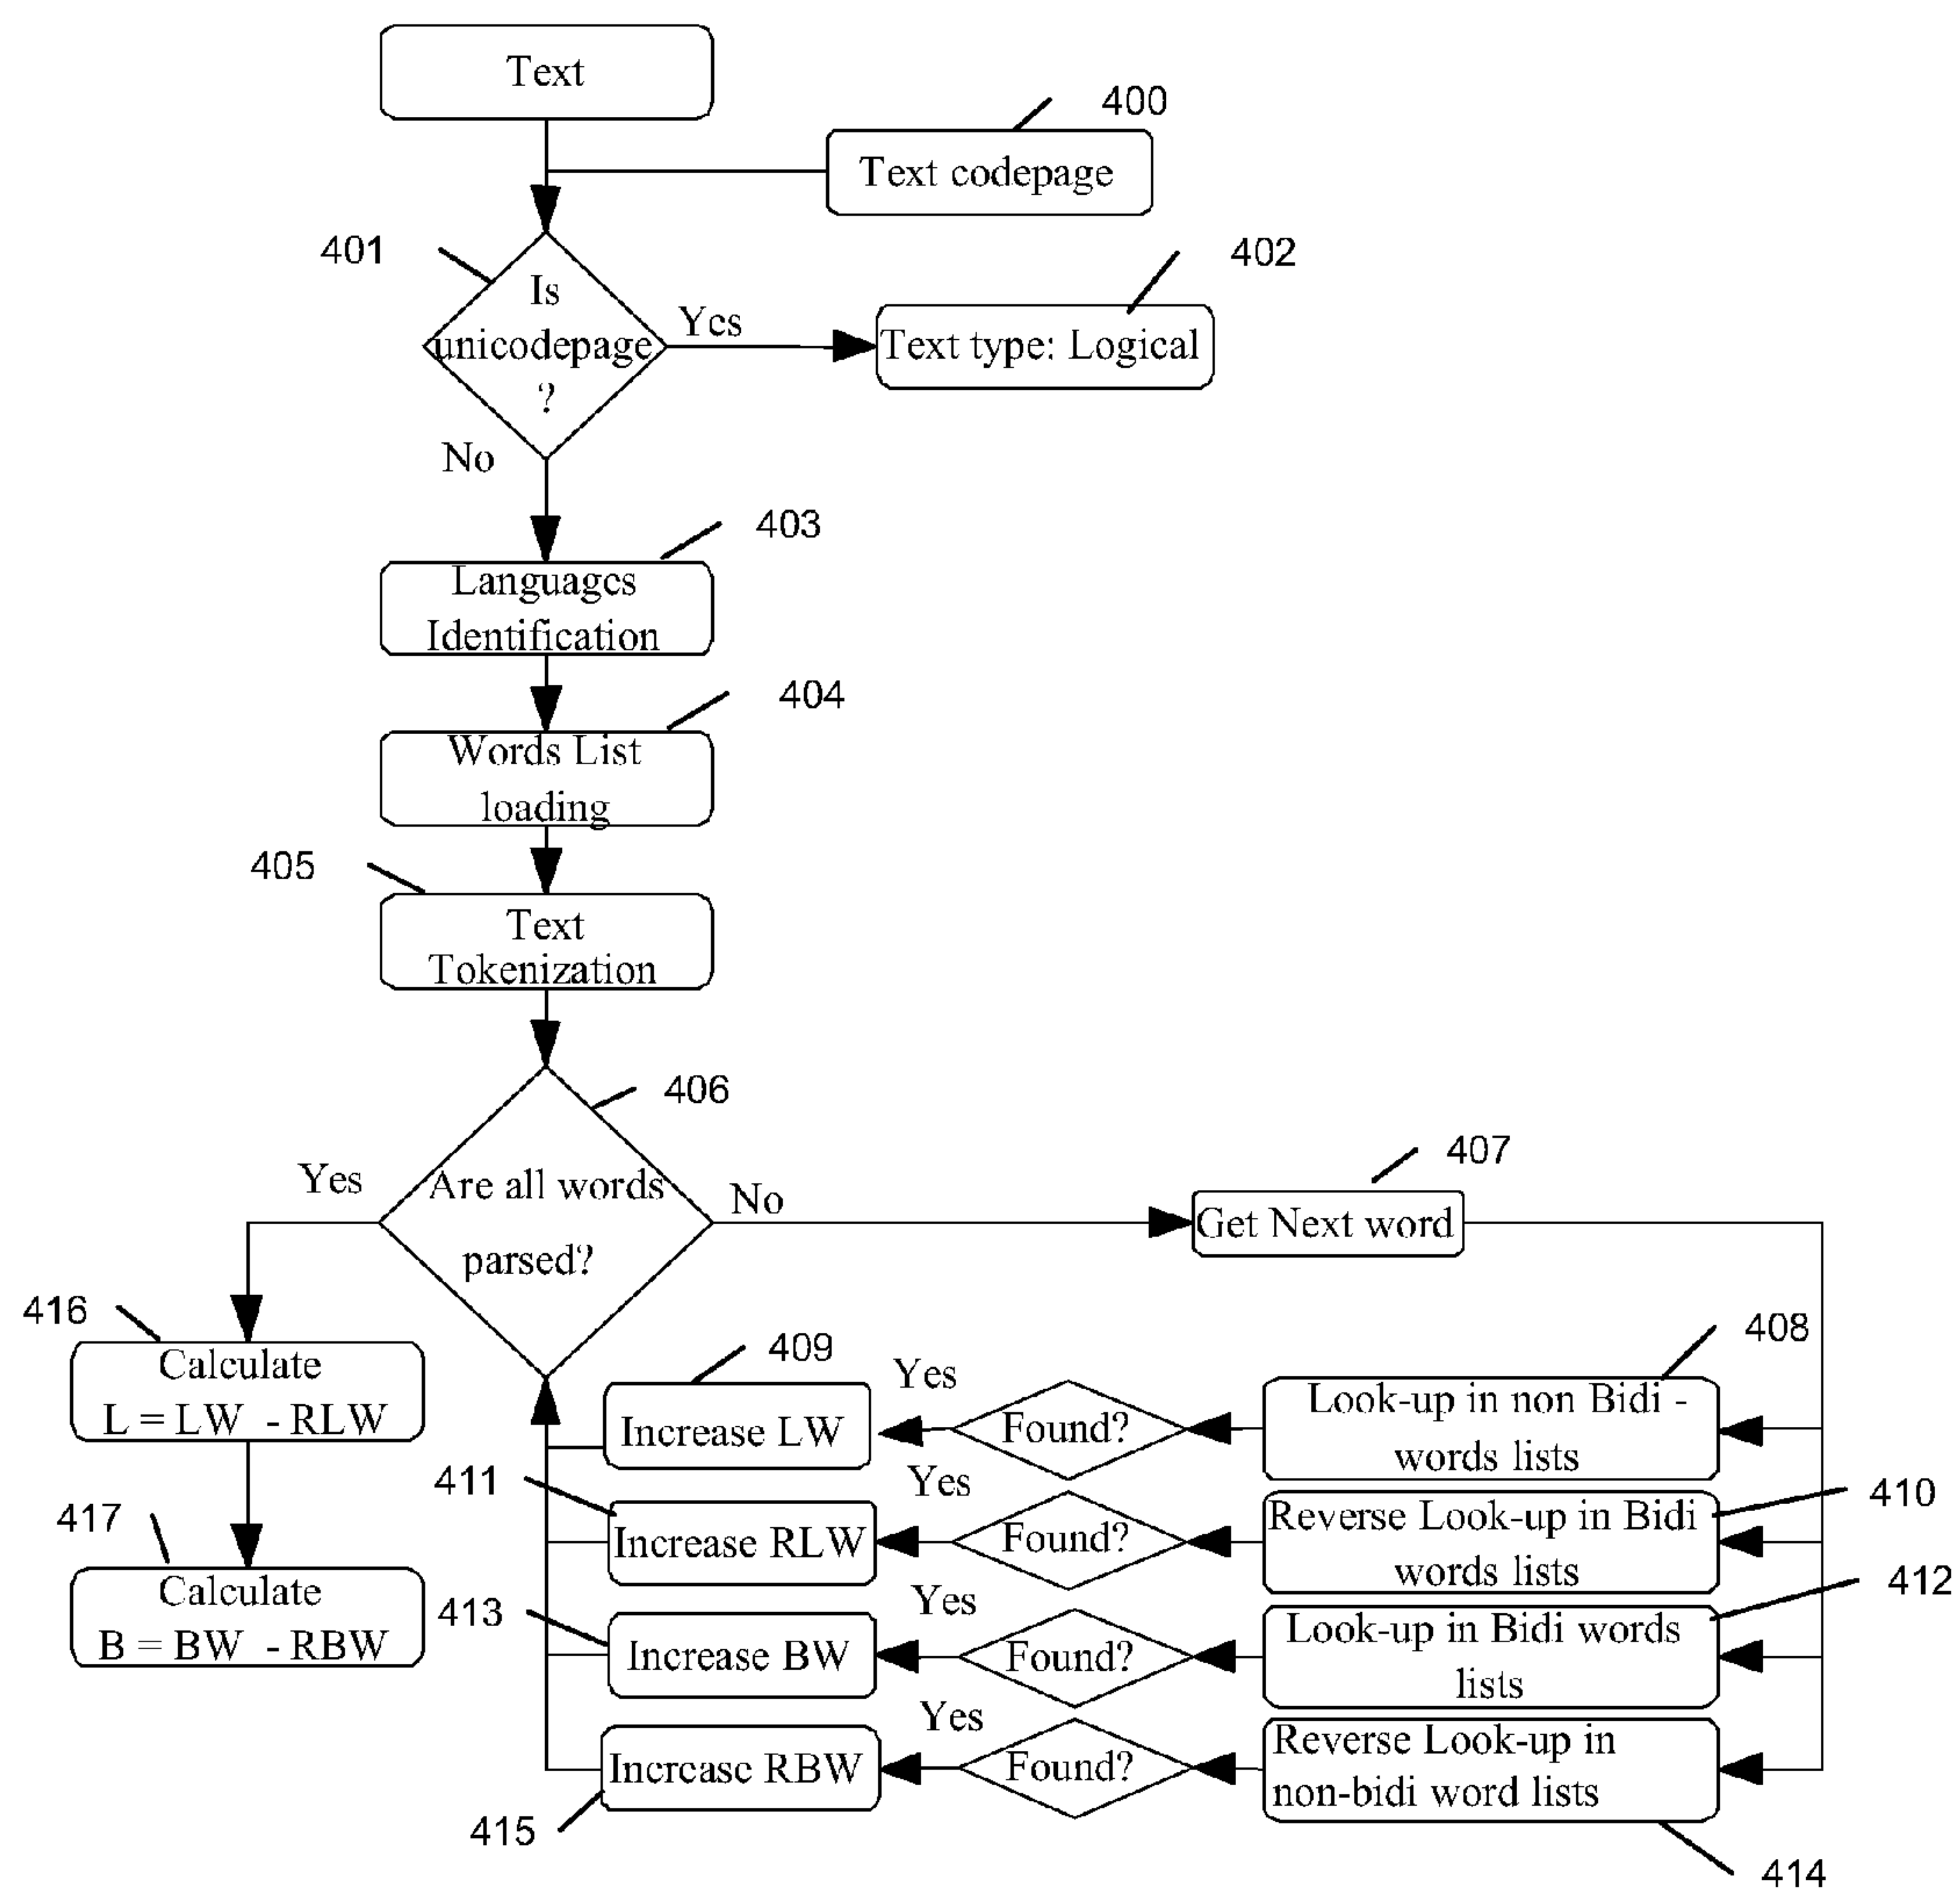 Text
400
Text codepage
401
402
Is
unicodepage
?
Yes
Text type: Logical
No
403
Languages
Identification
404
Words List
loading
405
Text
Tokenization
406
407
Yes
Are all words
parsed?
No
Get Next word
416
Calculate
L = LW - RLW
417
Calculate
B = BW - RBW
409
Yes
408
Increase LW
Found?
Look-up in non Bidi -
words lists
411
Yes
410
Increase RLW
Found?
Reverse Look-up in Bidi
words lists
413
Yes
412
Increase BW
Found?
Look-up in Bidi words
lists
Yes
Increase RBW
Found?
Reverse Look-up in
non-bidi word lists
415
414